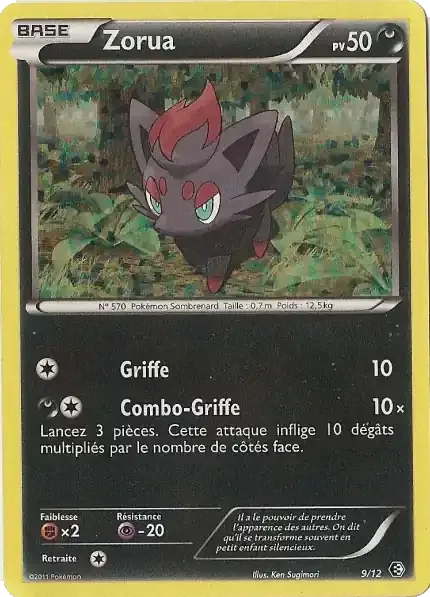 BASE
Zorua
PV50
N° 570 Pokémon Sombrenard Taille : 0,7 m Poids : 12,5 kg
Griffe 10
Combo-Griffe 10x
Lancez 3 pièces. Cette attaque inflige 10 dégâts
multipliés par le nombre de côtés face.
Faiblesse
×2
Résistance
-20
Retraite
Il a le pouvoir de prendre
l'apparence des autres. On dit
qu'il se transforme souvent en
petit enfant silencieux.
©2011 Pokémon
Illus. Ken Sugimori
9/12